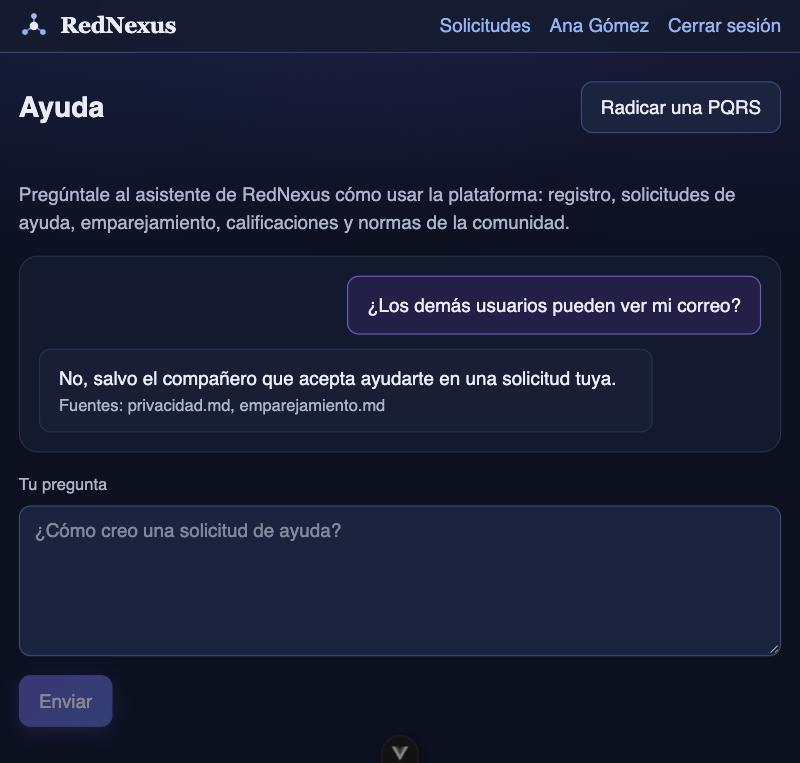 RedNexus
Solicitudes Ana Gómez Cerrar sesión
Ayuda
Radicar una PQRS
Pregúntale al asistente de RedNexus cómo usar la plataforma: registro, solicitudes de
ayuda, emparejamiento, calificaciones y normas de la comunidad.
¿Los demás usuarios pueden ver mi correo?
No, salvo el compañero que acepta ayudarte en una solicitud tuya.
Fuentes: privacidad.md, emparejamiento.md
Tu pregunta
¿Cómo creo una solicitud de ayuda?
Enviar